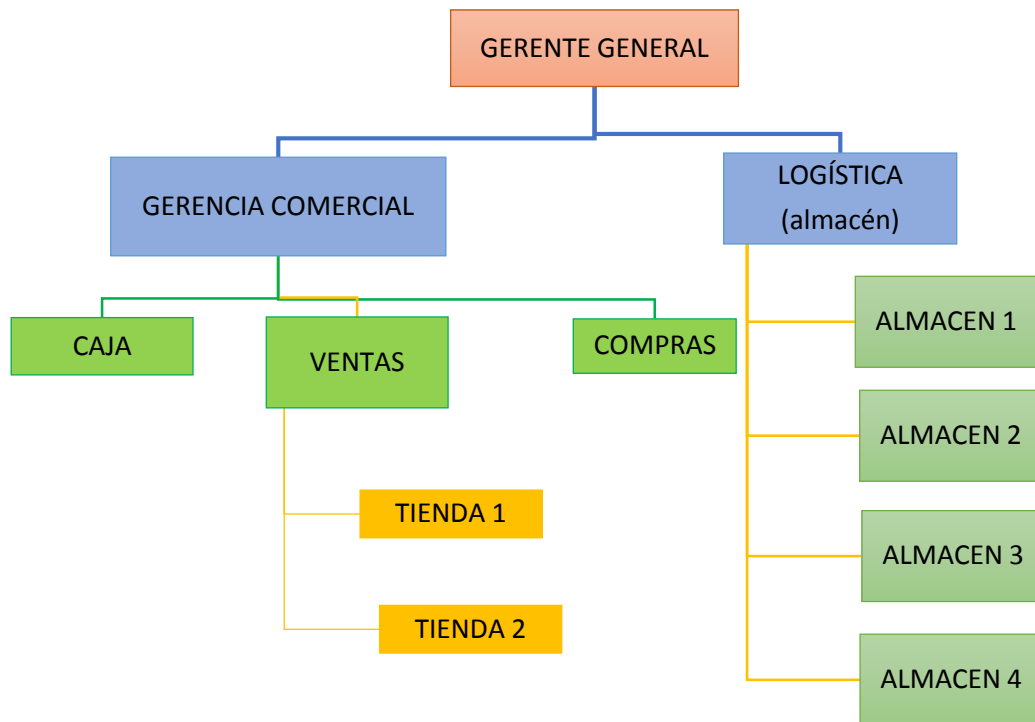 GERENTE GENERAL
GERENCIA COMERCIAL
LOGÍSTICA
(almacén)
CAJA
VENTAS
COMPRAS
TIENDA 1
TIENDA 2
ALMACEN 1
ALMACEN 2
ALMACEN 3
ALMACEN 4